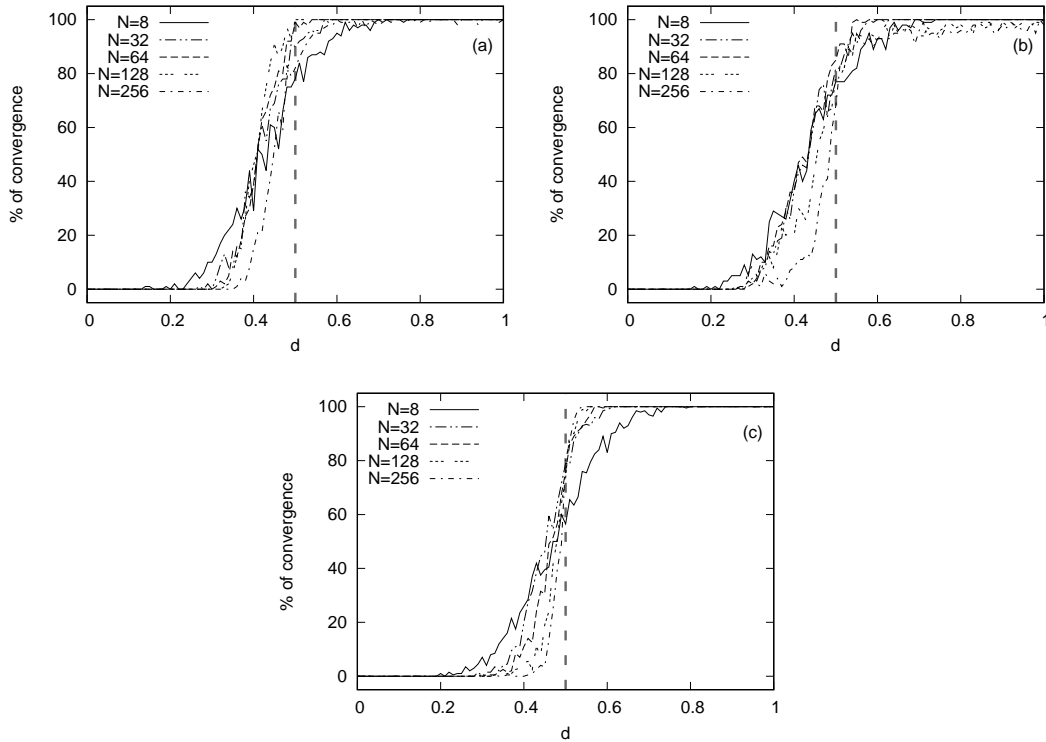 100
80
60
40
20
0
% of convergence
N=8
N=32
N=64
N=128
N=256
(a)
0 0.2 0.4 0.6 0.8 1
d
100
80
60
40
20
0
% of convergence
N=8
N=32
N=64
N=128
N=256
(b)
0 0.2 0.4 0.6 0.8 1
d
100
80
60
40
20
0
% of convergence
N=8
N=32
N=64
N=128
N=256
(c)
0 0.2 0.4 0.6 0.8 1
d